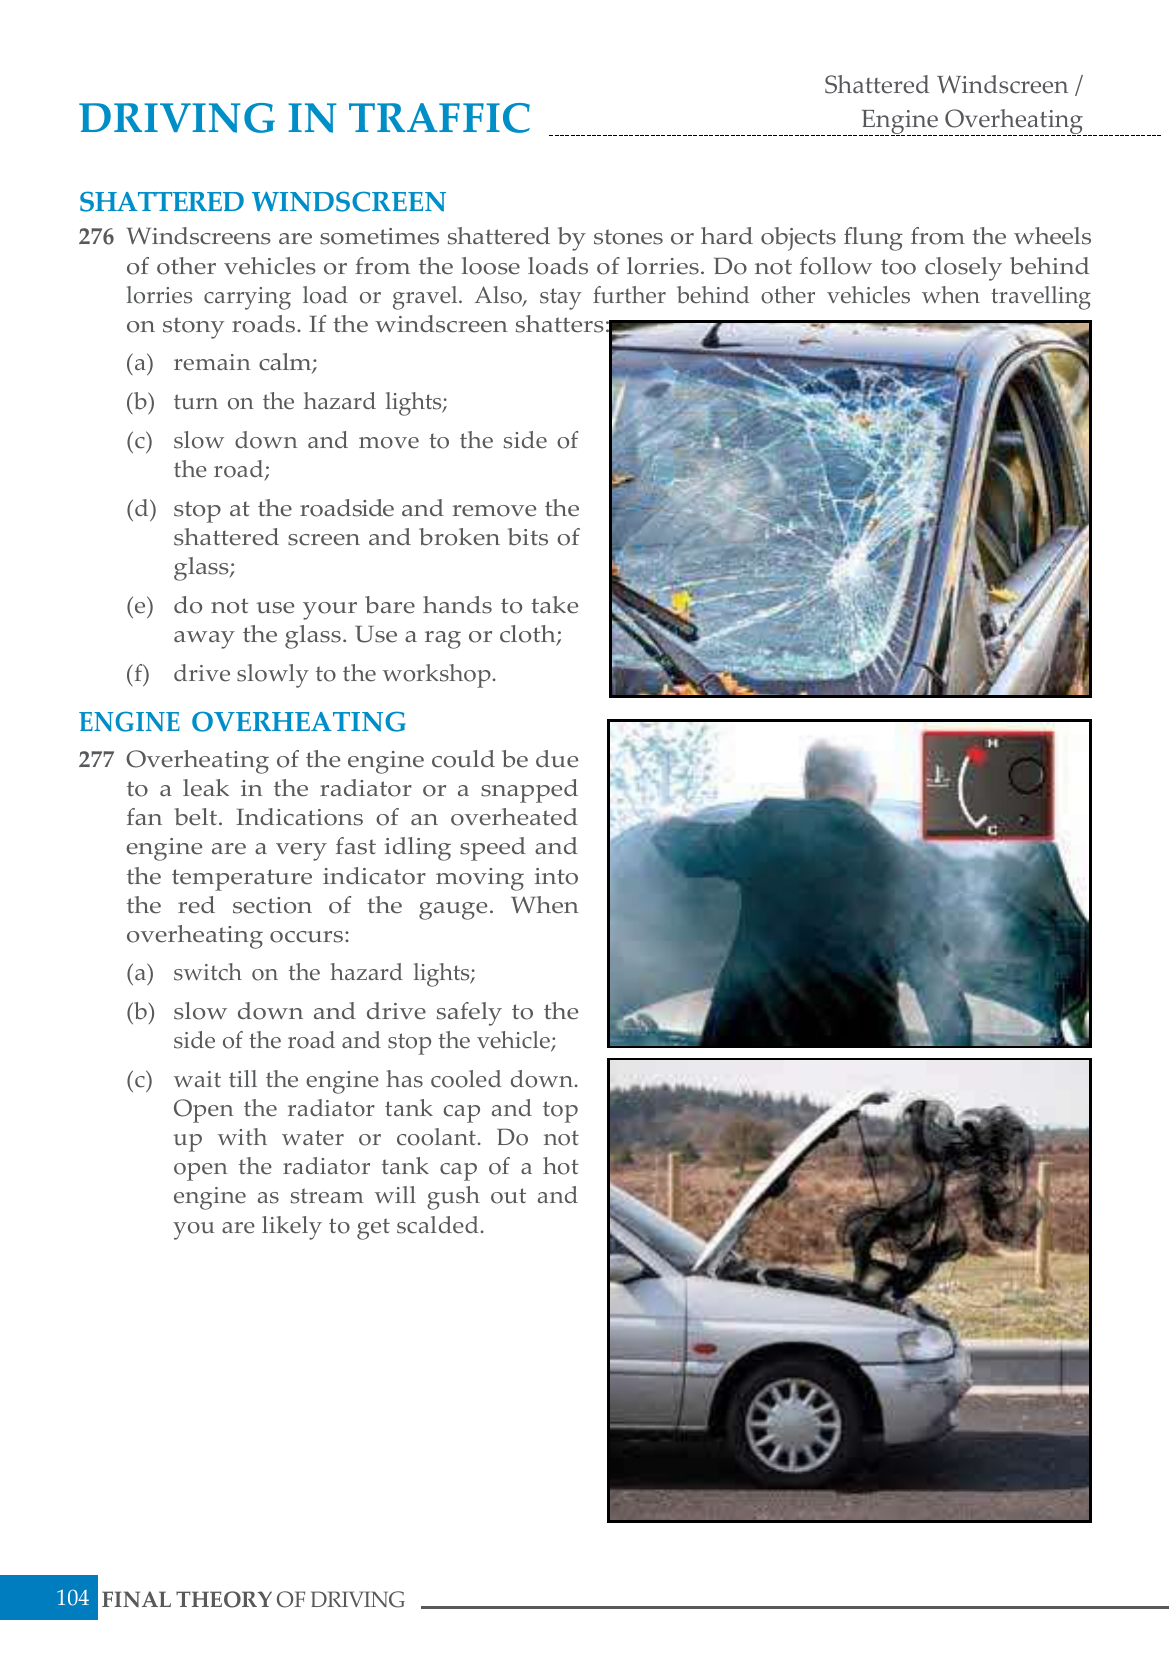 Shattered Windscreen /
DRIVING IN TRAFFIC
Engine Overheating
SHATTERED WINDSCREEN
276 Windscreens are sometimes shattered by stones or hard objects flung from the wheels
of other vehicles or from the loose loads of lorries. Do not follow too closely behind
lorries carrying load or gravel. Also, stay further behind other vehicles when travelling
on stony roads. If the windscreen shatters:
(a) remain calm;
(b) turn on the hazard lights;
(c) slow down and move to the side of
the road;
(d) stop at the roadside and remove the
shattered screen and broken bits of
glass;
(e) do not use your bare hands to take
away the glass. Use a rag or cloth;
(f) drive slowly to the workshop.
ENGINE OVERHEATING
277 Overheating of the engine could be due
to a leak in the radiator or a snapped
fan belt. Indications of an overheated
engine are a very fast idling speed and
the temperature indicator moving into
the red section of the gauge. When
overheating occurs:
(a) switch on the hazard lights;
(b) slow down and drive safely to the
side of the road and stop the vehicle;
(c) wait till the engine has cooled down.
Open the radiator tank cap and top
up with water or coolant. Do not
open the radiator tank cap of a hot
engine as stream will gush out and
you are likely to get scalded.
H
C
104 FINAL THEORY OF DRIVING